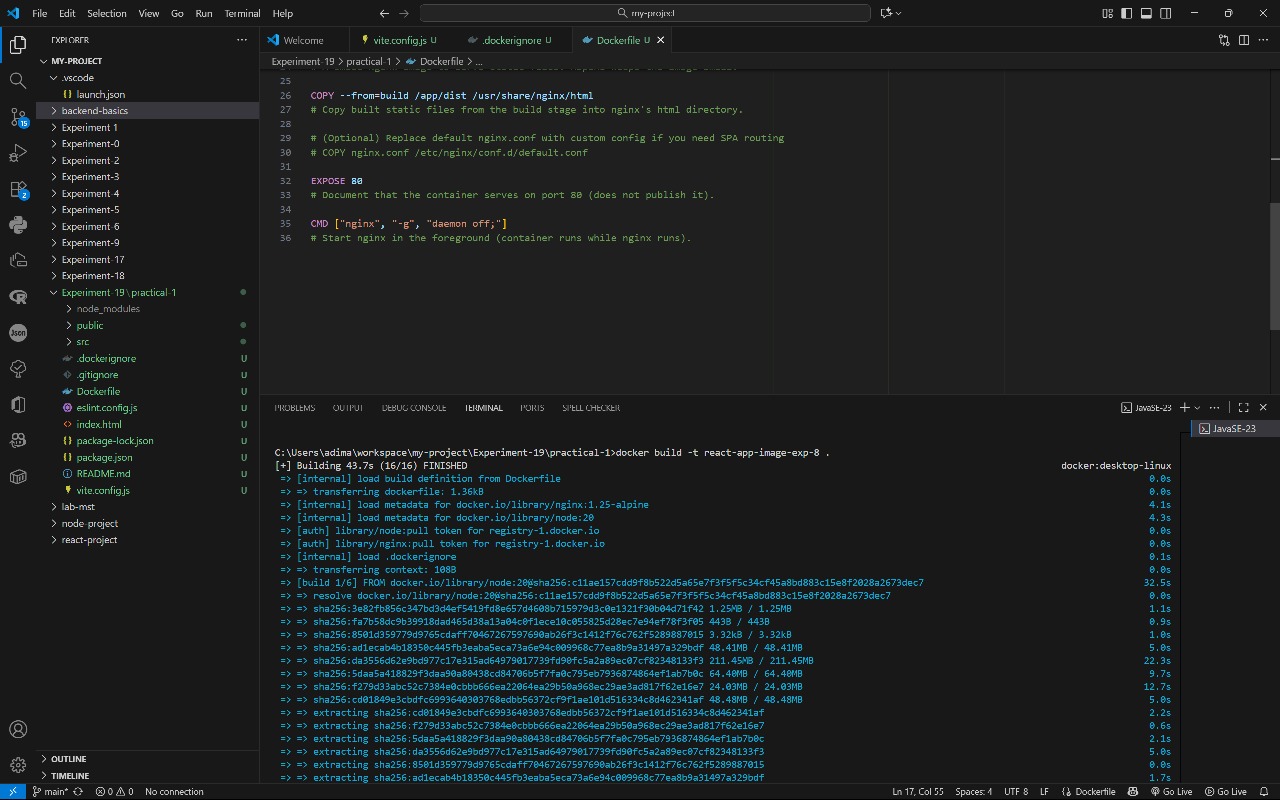 File Edit Selection View Go Run Terminal Help
my-project
EXPLORER
MY-PROJECT
.vscode
launch.json
backend-basics
Experiment 1
Experiment-0
Experiment-2
Experiment-3
Experiment-4
Experiment-5
Experiment-6
Experiment-9
Experiment-17
Experiment-18
Experiment-19\practical-1
node_modules
public
src
.dockerignore U
.gitignore U
Dockerfile U
eslint.config.js U
index.html U
package-lock.json U
package.json U
README.md U
vite.config.js U
lab-mst
node-project
react-project
OUTLINE
TIMELINE
15
2
Json
Welcome
vite.config.js U
.dockerignore U
Dockerfile U
Experiment-19 > practical-1 > Dockerfile > ...
25
26 COPY --from=build /app/dist /usr/share/nginx/html
27 # Copy built static files from the build stage into nginx's html directory.
28
29 # (Optional) Replace default nginx.conf with custom config if you need SPA routing
30 # COPY nginx.conf /etc/nginx/conf.d/default.conf
31
32 EXPOSE 80
33 # Document that the container serves on port 80 (does not publish it).
34
35 CMD ["nginx", "-g", "daemon off;"]
36 # Start nginx in the foreground (container runs while nginx runs).
PROBLEMS OUTPUT DEBUG CONSOLE TERMINAL PORTS SPELL CHECKER
JavaSE-23
JavaSE-23
C:\Users\adima\workspace\my-project\Experiment-19\practical-1>docker build -t react-app-image-exp-8 .
[+] Building 43.7s (16/16) FINISHED docker:desktop-linux
=> [internal] load build definition from Dockerfile 0.0s
=> => transferring dockerfile: 1.36kB 0.0s
=> [internal] load metadata for docker.io/library/nginx:1.25-alpine 4.1s
=> [internal] load metadata for docker.io/library/node:20 4.3s
=> [auth] library/node:pull token for registry-1.docker.io 0.0s
=> [auth] library/nginx:pull token for registry-1.docker.io 0.0s
=> [internal] load .dockerignore 0.1s
=> => transferring context: 108B 0.0s
=> [build 1/6] FROM docker.io/library/node:20@sha256:c11ae157cdd9f8b522d5a65e7f3f5f5c34cf45a8bd883c15e8f2028a2673dec7 32.5s
=> => resolve docker.io/library/node:20@sha256:c11ae157cdd9f8b522d5a65e7f3f5f5c34cf45a8bd883c15e8f2028a2673dec7 0.0s
=> => sha256:3e82fb856c347bd3d4ef5419fd8e657d4608b715979d3c0e1321f30b04d71f42 1.25MB / 1.25MB 1.1s
=> => sha256:fa7b58dc9b39918dad465d38a13a04c0f1ece10c055825d28ec7e94ef78f3f05 443B / 443B 0.9s
=> => sha256:8501d359779d9765cdaff70467267597690ab26f3c1412f76c762f5289887015 3.32kB / 3.32kB 1.0s
=> => sha256:ad1ecab4b18350c445fb3eaba5eca73a6e94c009968c77ea8b9a31497a329bdf 48.41MB / 48.41MB 5.0s
=> => sha256:da3556d62e9bd977c17e315ad64979017739fd90fc5a2a89ec07cf82348133f3 211.45MB / 211.45MB 22.3s
=> => sha256:5daa5a418829f3daa90a80438cd84706b5f7fa0c795eb7936874864ef1ab7b0c 64.40MB / 64.40MB 9.7s
=> => sha256:f279d33abc52c7384e0cbbb666ea22064ea29b50a968ec29ae3ad817f62e16e7 24.03MB / 24.03MB 12.7s
=> => sha256:cd01849e3cbdfc6993640303768edbb56372cf9f1ae101d516334c8d462341af 48.48MB / 48.48MB 5.0s
=> => extracting sha256:cd01849e3cbdfc6993640303768edbb56372cf9f1ae101d516334c8d462341af 2.2s
=> => extracting sha256:f279d33abc52c7384e0cbbb666ea22064ea29b50a968ec29ae3ad817f62e16e7 0.6s
=> => extracting sha256:5daa5a418829f3daa90a80438cd84706b5f7fa0c795eb7936874864ef1ab7b0c 2.1s
=> => extracting sha256:da3556d62e9bd977c17e315ad64979017739fd90fc5a2a89ec07cf82348133f3 5.0s
=> => extracting sha256:8501d359779d9765cdaff70467267597690ab26f3c1412f76c762f5289887015 0.0s
=> => extracting sha256:ad1ecab4b18350c445fb3eaba5eca73a6e94c009968c77ea8b9a31497a329bdf 1.7s
main* 0 0 No connection Ln 17, Col 55 Spaces: 4 UTF 8 LF Dockerfile Go Live Go Live